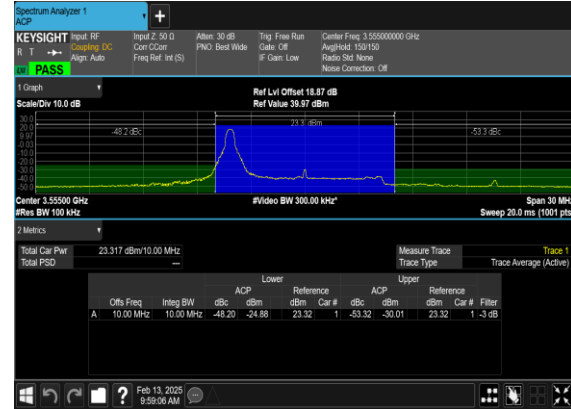 Spectrum Analyzer 1
ACP
KEYSIGHT Input: RF Input Z: 50 Ω Atten: 30 dB Trig: Free Run Center Freq: 3.555000000 GHz
R T Coupling: DC Corr CCorr PNO: Best Wide Gate: Off Avg|Hold: 150/150
Align: Auto Freq Ref: Int (S) IF Gain: Low Radio Std: None
LXI PASS Noise Correction: Off
1 Graph Ref Lvl Offset 18.87 dB
Scale/Div 10.0 dB Ref Value 39.97 dBm
30.0 23.3 dBm
20.0 -48.2 dBc -53.3 dBc
9.97
-0.03
-10.0
-20.0
-30.0
-40.0
-50.0
Center 3.55500 GHz #Video BW 300.00 kHz* Span 30 MHz
#Res BW 100 kHz Sweep 20.0 ms (1001 pts
2 Metrics
Total Car Pwr 23.317 dBm/10.00 MHz Measure Trace Trace 1
Total PSD --- Trace Type Trace Average (Active)
Lower Upper
ACP Reference ACP Reference
Offs Freq Integ BW dBc dBm dBm Car # dBc dBm dBm Car # Filter
A 10.00 MHz 10.00 MHz -48.20 -24.88 23.32 1 -53.32 -30.01 23.32 1 -3 dB
? Feb 13, 2025
9:59:06 AM